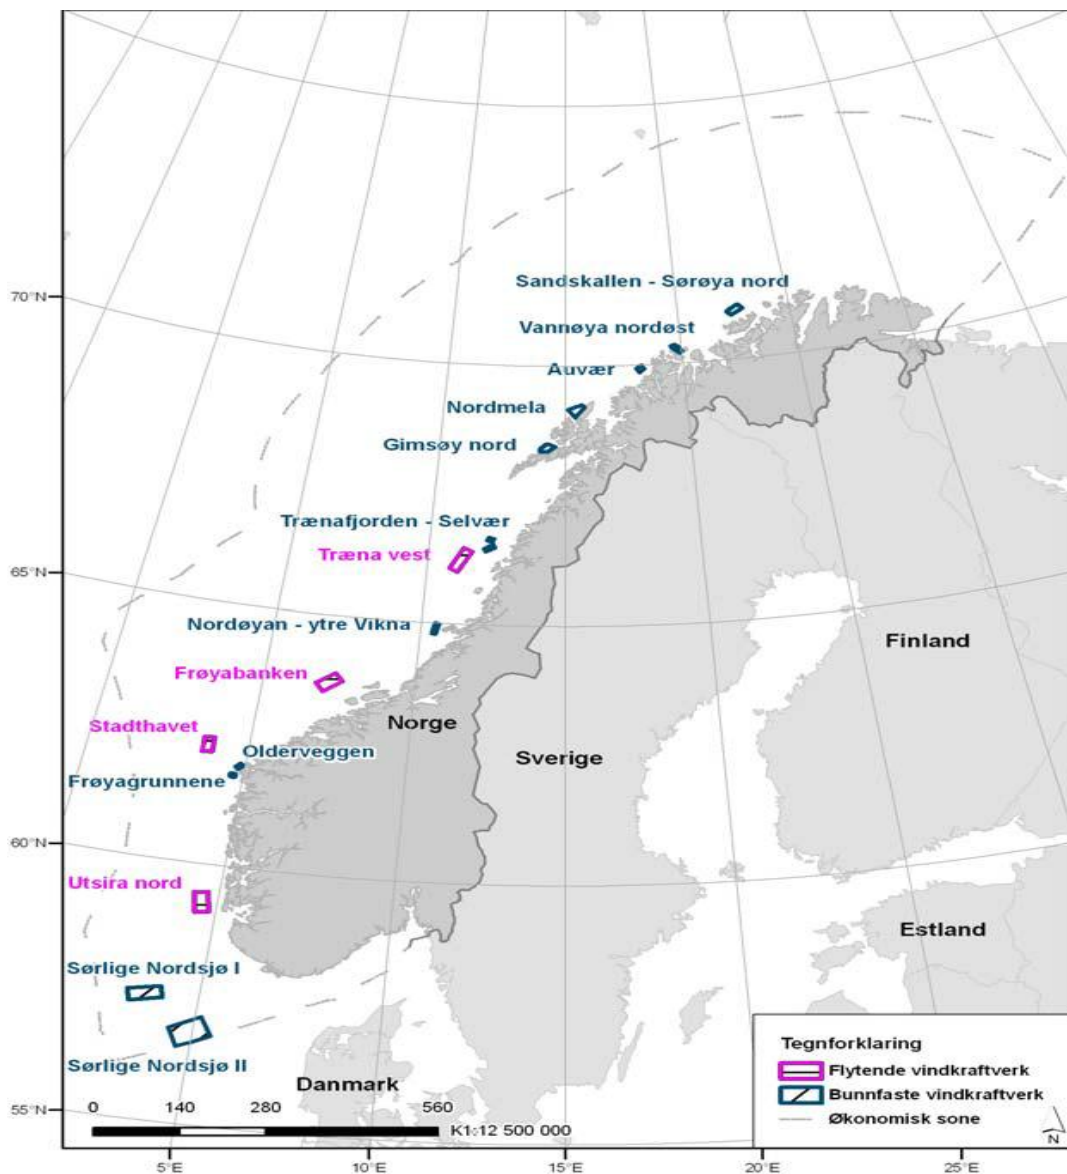 70°N
65°N
60°N
55°N
Sandskallen - Sørøya nord
Vannøya nordøst
Auvær
Nordmela
Gimsøy nord
Trænafjorden - Selvær
Træna vest
Nordøyan - ytre Vikna
Finland
Frøyabanken
Norge
Stadthavet
Olderveggen
Sverige
Frøyagrunnene
Utsira nord
Estland
Sørlige Nordsjø I
Sørlige Nordsjø II
Danmark
Tegnforklaring
Flytende vindkraftverk
Bunnfaste vindkraftverk
Økonomisk sone
N
0 140 280 560
K1:12 500 000
5°E 10°E 15°E 20°E 25°E